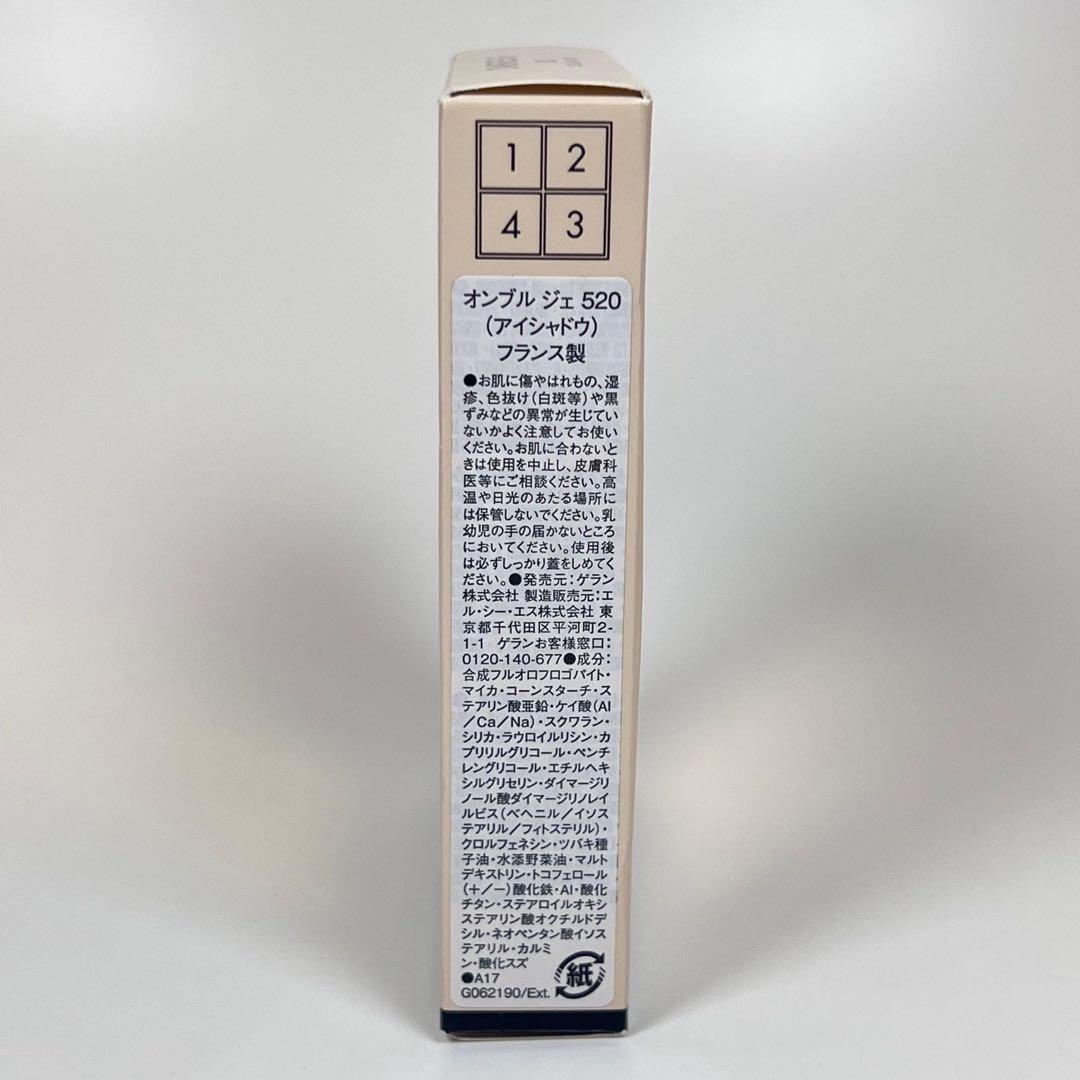 1 2
4 3
オンブル ジェ 520
(アイシャドウ)
フランス製
●お肌に傷やはれもの、湿
疹、色抜け(白斑等)や黒
ずみなどの異常が生じてい
ないかよく注意してお使い
ください。お肌に合わないと
きは使用を中止し、皮膚科
医等にご相談ください。高
温や日光のあたる場所に
は保管しないでください。乳
幼児の手の届かないところ
においてください。使用後
は必ずしっかり蓋をしめてく
ださい。●発売元:ゲラン
株式会社 製造販売元:エ
ル・シー・エス株式会社 東
京都千代田区平河町2-
1-1 ゲランお客様窓口:
0120-140-677●成分:
合成フルオロフロゴパイト・
マイカ・コーンスターチ・ス
テアリン酸亜鉛・ケイ酸(Al
/Ca/Na)・スクワラン・
シリカ・ラウロイルリシン・カ
プリリルグリコール・ペンチ
レングリコール・エチルヘキ
シルグリセリン・ダイマージリ
ノール酸ダイマージリノレイ
ルビス(ベヘニル/イソス
テアリル/フィトステリル)・
クロルフェネシン・ツバキ種
子油・水添野菜油・マルト
デキストリン・トコフェロール
(+/-)酸化鉄・Al・酸化
チタン・ステアロイルオキシ
ステアリン酸オクチルドデ
シル・ネオペンタン酸イソス
テアリル・カルミ
ン・酸化スズ
●A17
G062190/Ext.
紙